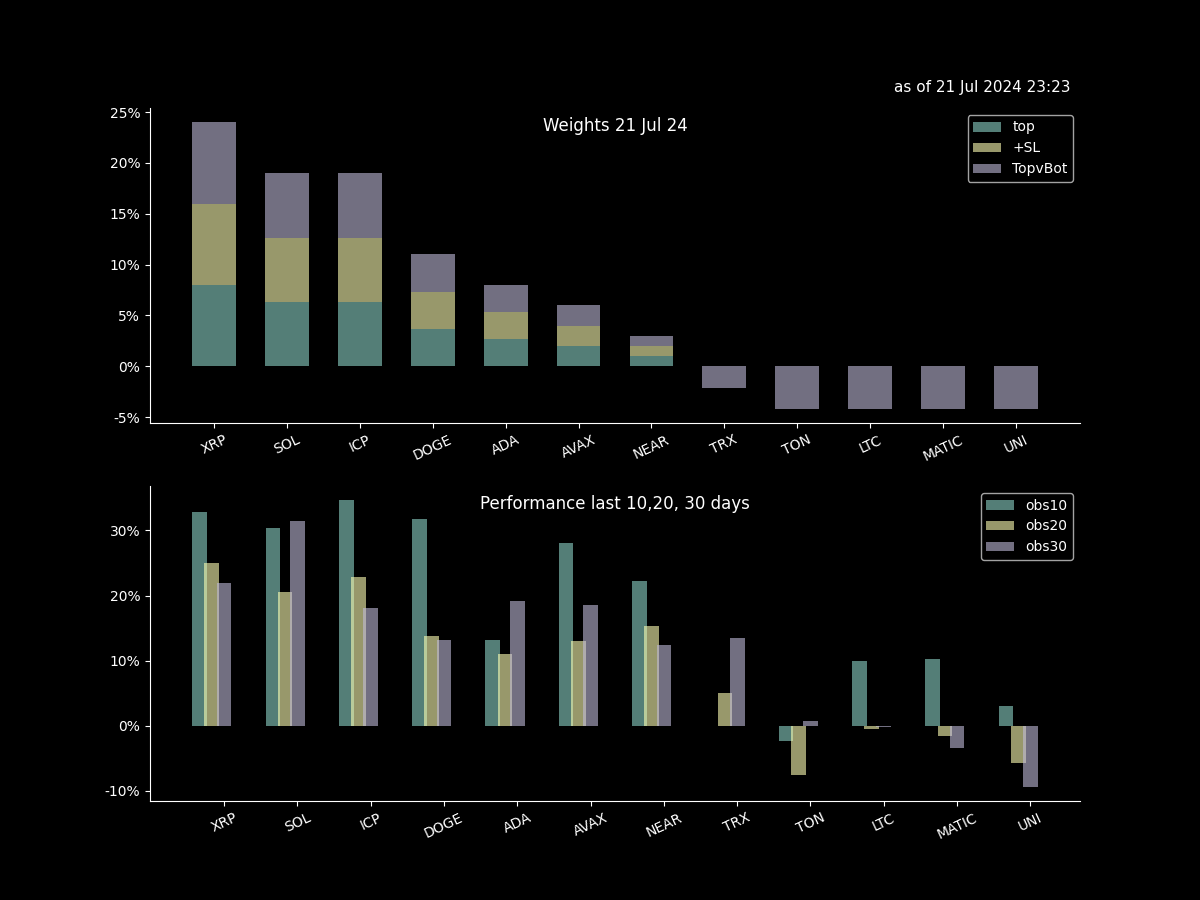 as of 21 Jul 2024 23:23
Weights 21 Jul 24
top
+SL
TopvBot
25%
20%
15%
10%
5%
0%
-5%
XRP SOL ICP DOGE ADA AVAX NEAR TRX TON LTC MATIC UNI
Performance last 10,20, 30 days
obs10
obs20
obs30
30%
20%
10%
0%
-10%
XRP SOL ICP DOGE ADA AVAX NEAR TRX TON LTC MATIC UNI